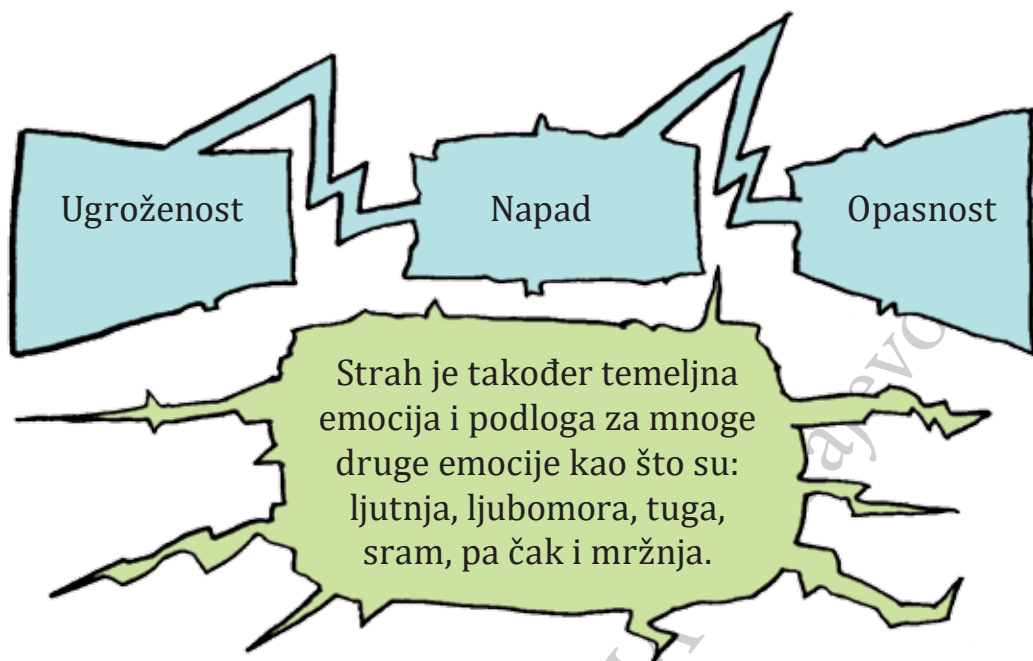 Ugroženost
Napad
Opasnost
Strah je također temeljna
emocija i podloga za mnoge
druge emocije kao što su:
ljutnja, ljubomora, tuga,
sram, pa čak i mržnja.